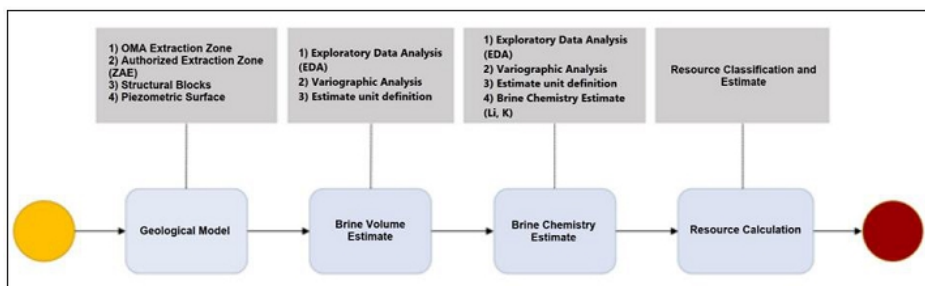 1) OMA Extraction Zone
2) Authorized Extraction Zone
(ZAE)
3) Structural Blocks
4) Piezometric Surface
1) Exploratory Data Analysis
(EDA)
2) Variographic Analysis
3) Estimate unit definition
1) Exploratory Data Analysis
(EDA)
2) Variographic Analysis
3) Estimate unit definition
4) Brine Chemistry Estimate
(Li, K)
Resource Classification and
Estimate
Geological Model
Brine Volume
Estimate
Brine Chemistry
Estimate
Resource Calculation